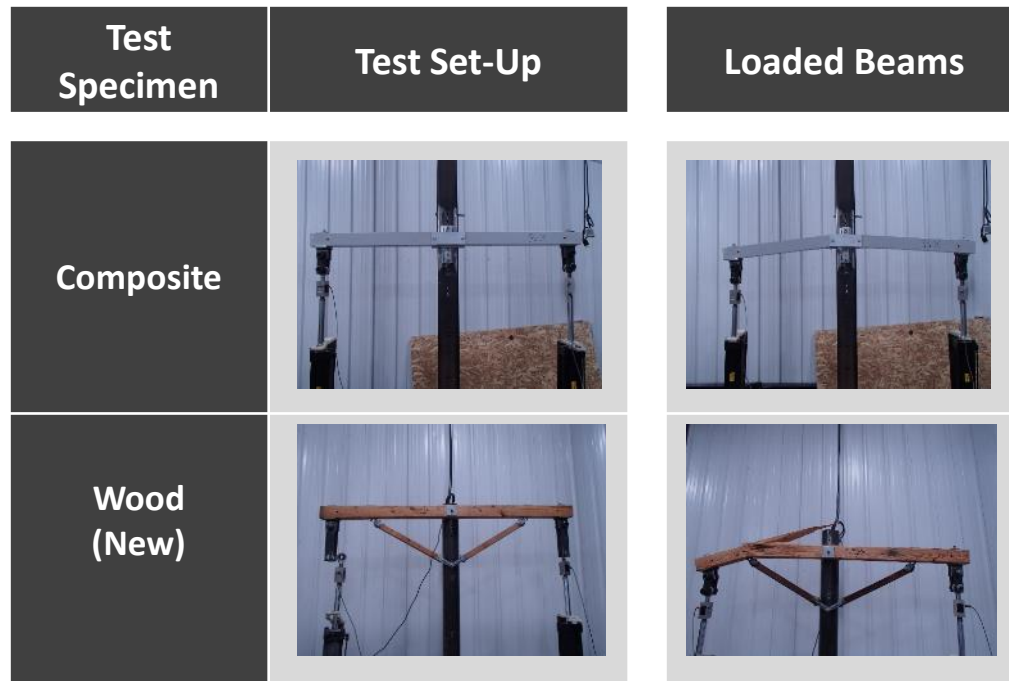 Test
Specimen
Test Set-Up
Loaded Beams
Composite
Wood
(New)